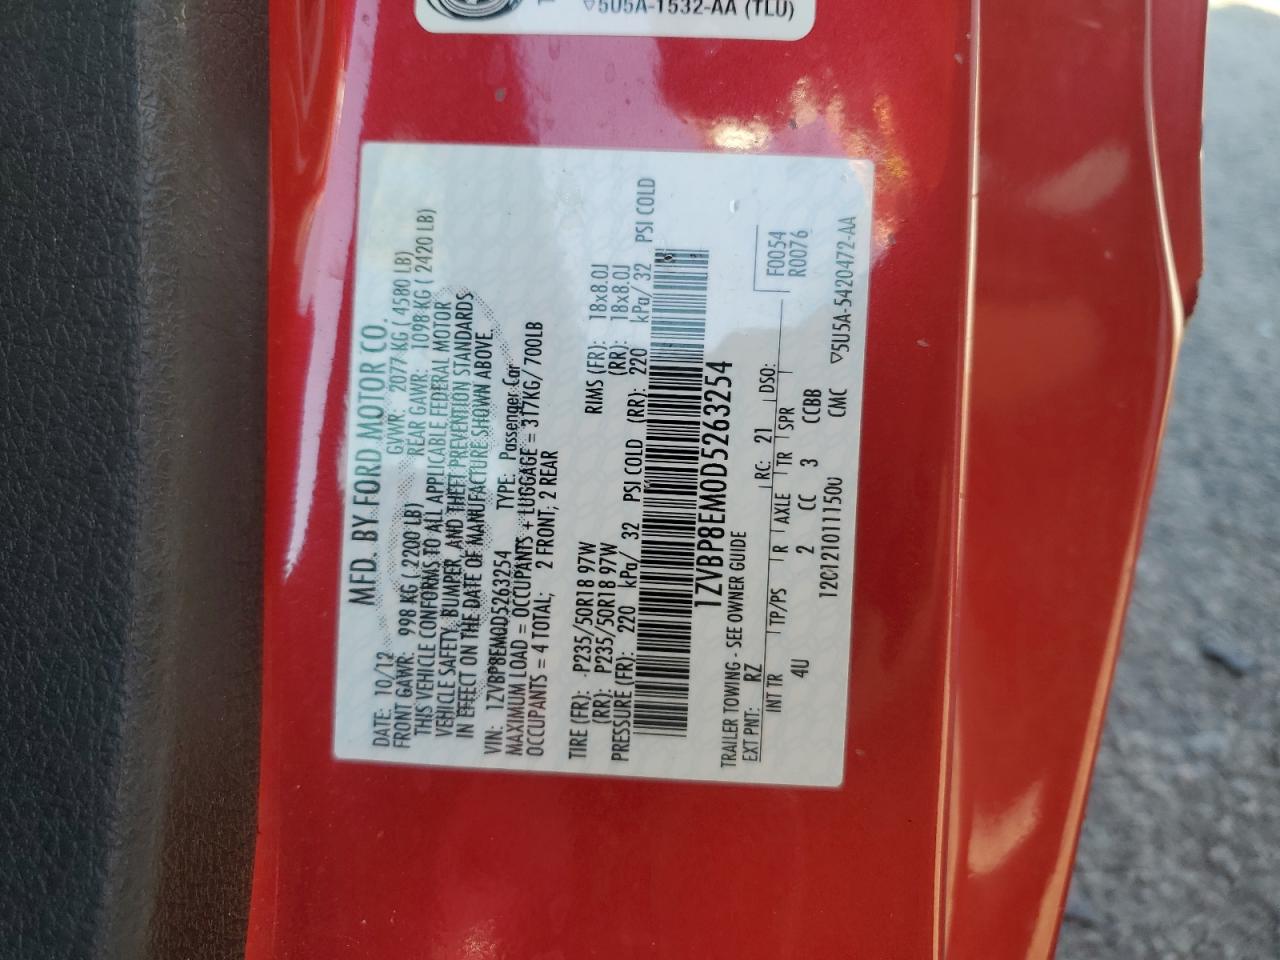 ▽5U5A-1532-AA (TLU)
MFD. BY FORD MOTOR CO.
DATE: 10/12 GVWR: 2077 KG ( 4580 LB)
FRONT GAWR: 998 KG ( 2200 LB) REAR GAWR: 1098 KG ( 2420 LB)
THIS VEHICLE CONFORMS TO ALL APPLICABLE FEDERAL MOTOR
VEHICLE SAFETY, BUMPER, AND THEFT PREVENTION STANDARDS
IN EFFECT ON THE DATE OF MANUFACTURE SHOWN ABOVE.
VIN: 1ZVBP8EM0D5263254 TYPE: Passenger Car
MAXIMUM LOAD = OCCUPANTS + LUGGAGE = 317KG/ 700LB
OCCUPANTS = 4 TOTAL; 2 FRONT; 2 REAR
TIRE (FR): P235/50R18 97W RIMS (FR): 18x8.0J
(RR): P235/50R18 97W (RR): 18x8.0J
PRESSURE (FR): 220 kPa/ 32 PSI COLD (RR): 220 kPa/ 32 PSI COLD
1ZVBP8EM0D5263254
TRAILER TOWING - SEE OWNER GUIDE
EXT PNT: RZ RC: 21 DSO: F0054
R0076
INT TR TP/PS R AXLE TR SPR
4U 2 CC 3 CCBB
12C121011150U CMC ▽5U5A-5420472-AA